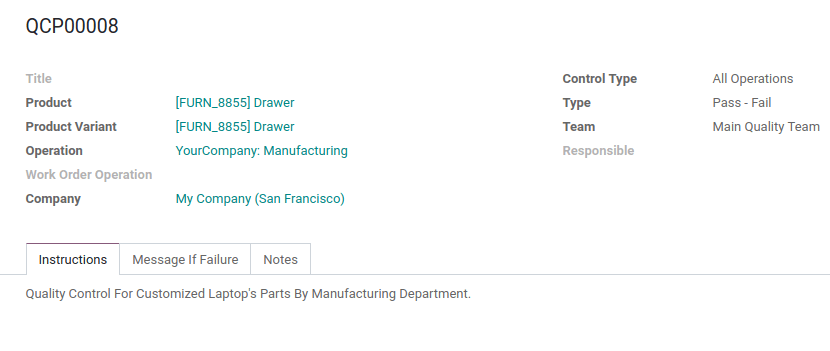 QCP00008
Title
Product [FURN_8855] Drawer
Product Variant [FURN_8855] Drawer
Operation YourCompany: Manufacturing
Work Order Operation
Company My Company (San Francisco)
Control Type All Operations
Type Pass - Fail
Team Main Quality Team
Responsible
Instructions Message If Failure Notes
Quality Control For Customized Laptop's Parts By Manufacturing Department.